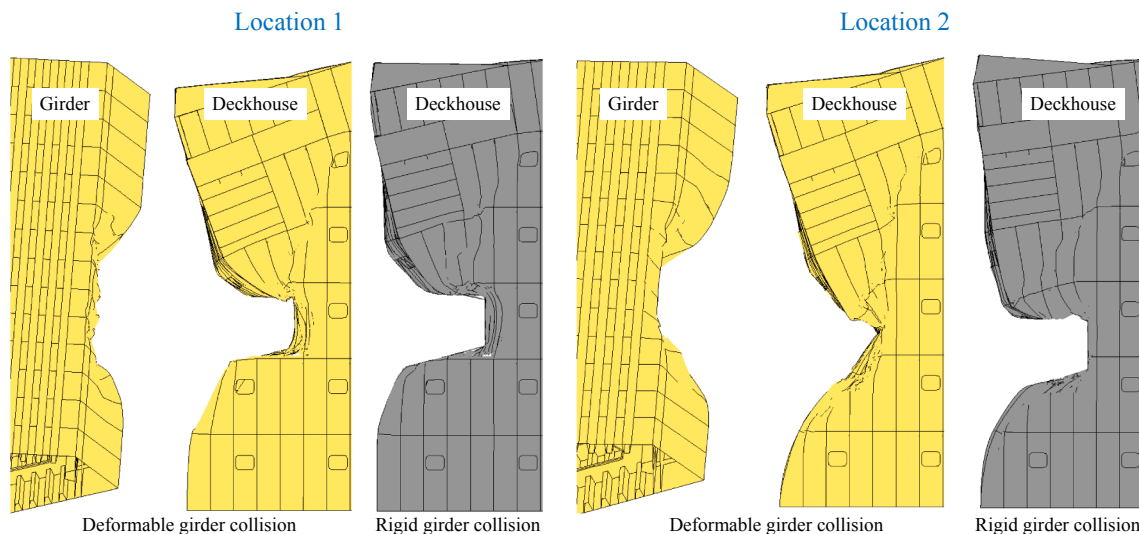 Location 1
Location 2
Girder
Deckhouse
Deckhouse
Girder
Deckhouse
Deckhouse
Deformable girder collision
Rigid girder collision
Deformable girder collision
Rigid girder collision